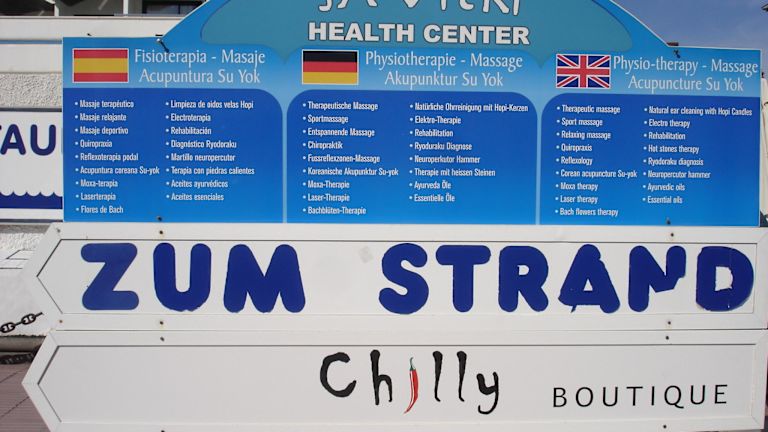 HEALTH CENTER
Fisioterapia - Masaje
Acupuntura Su Yok
• Masaje terapéutico
• Masaje relajante
• Masaje deportivo
• Quiropraxia
• Reflexoterapia podal
• Acupuntura coreana Su-yok
• Moxa-terapia
• Laserterapia
• Flores de Bach
• Limpieza de oidos velas Hopi
• Electroterapia
• Rehabilitación
• Diagnóstico Ryodoraku
• Martillo neuropercutor
• Terapia con piedras calientes
• Aceites ayurvédicos
• Aceites esenciales
Physiotherapie - Massage
Akupunktur Su Yok
• Therapeutische Massage
• Sportmassage
• Entspannende Massage
• Chiropraktik
• Fussreflexonen-Massage
• Koreanische Akupunktur Su-yok
• Moxa-Therapie
• Laser-Therapie
• Bachblüten-Therapie
• Natürliche Ohrreinigung mit Hopi-Kerzen
• Elektro-Therapie
• Rehabilitation
• Ryoduraku Diagnose
• Neuroperkutor Hammer
• Therapie mit heissen Steinen
• Ayurveda Öle
• Essentielle Öle
Physio-therapy - Massage
Acupuncture Su Yok
• Therapeutic massage
• Sport massage
• Relaxing massage
• Quiropraxis
• Reflexology
• Corean acupuncture Su-yok
• Moxa therapy
• Laser therapy
• Bach flowers therapy
• Natural ear cleaning with Hopi Candles
• Electro therapy
• Rehabilitation
• Hot stones therapy
• Ryodoraku diagnosis
• Neuropercutor hammer
• Ayurvedic oils
• Essential oils
TAU
ZUM STRAND
Chilly BOUTIQUE